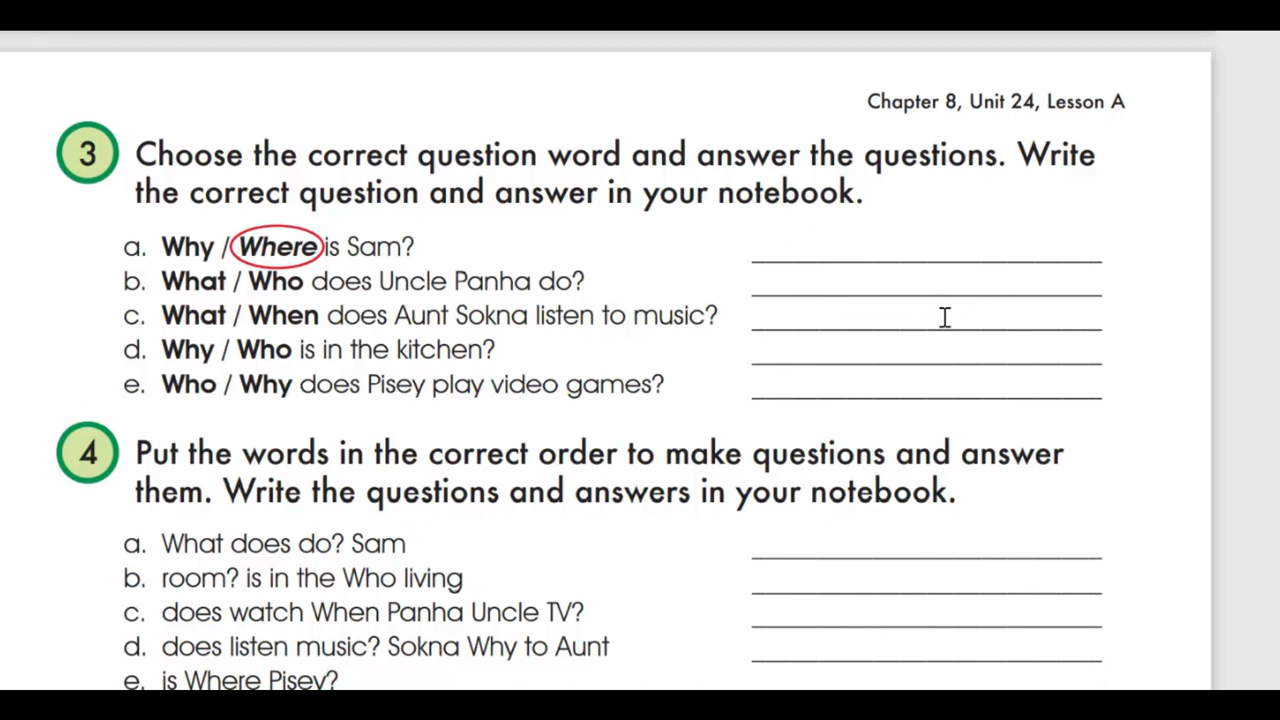 Chapter 8, Unit 24, Lesson A
3 Choose the correct question word and answer the questions. Write
the correct question and answer in your notebook.
a. Why / Where is Sam?
b. What / Who does Uncle Panha do?
c. What / When does Aunt Sokna listen to music?
d. Why / Who is in the kitchen?
e. Who / Why does Pisey play video games?
4 Put the words in the correct order to make questions and answer
them. Write the questions and answers in your notebook.
a. What does do? Sam
b. room? is in the Who living
c. does watch When Panha Uncle TV?
d. does listen music? Sokna Why to Aunt
e. is Where Pisey?